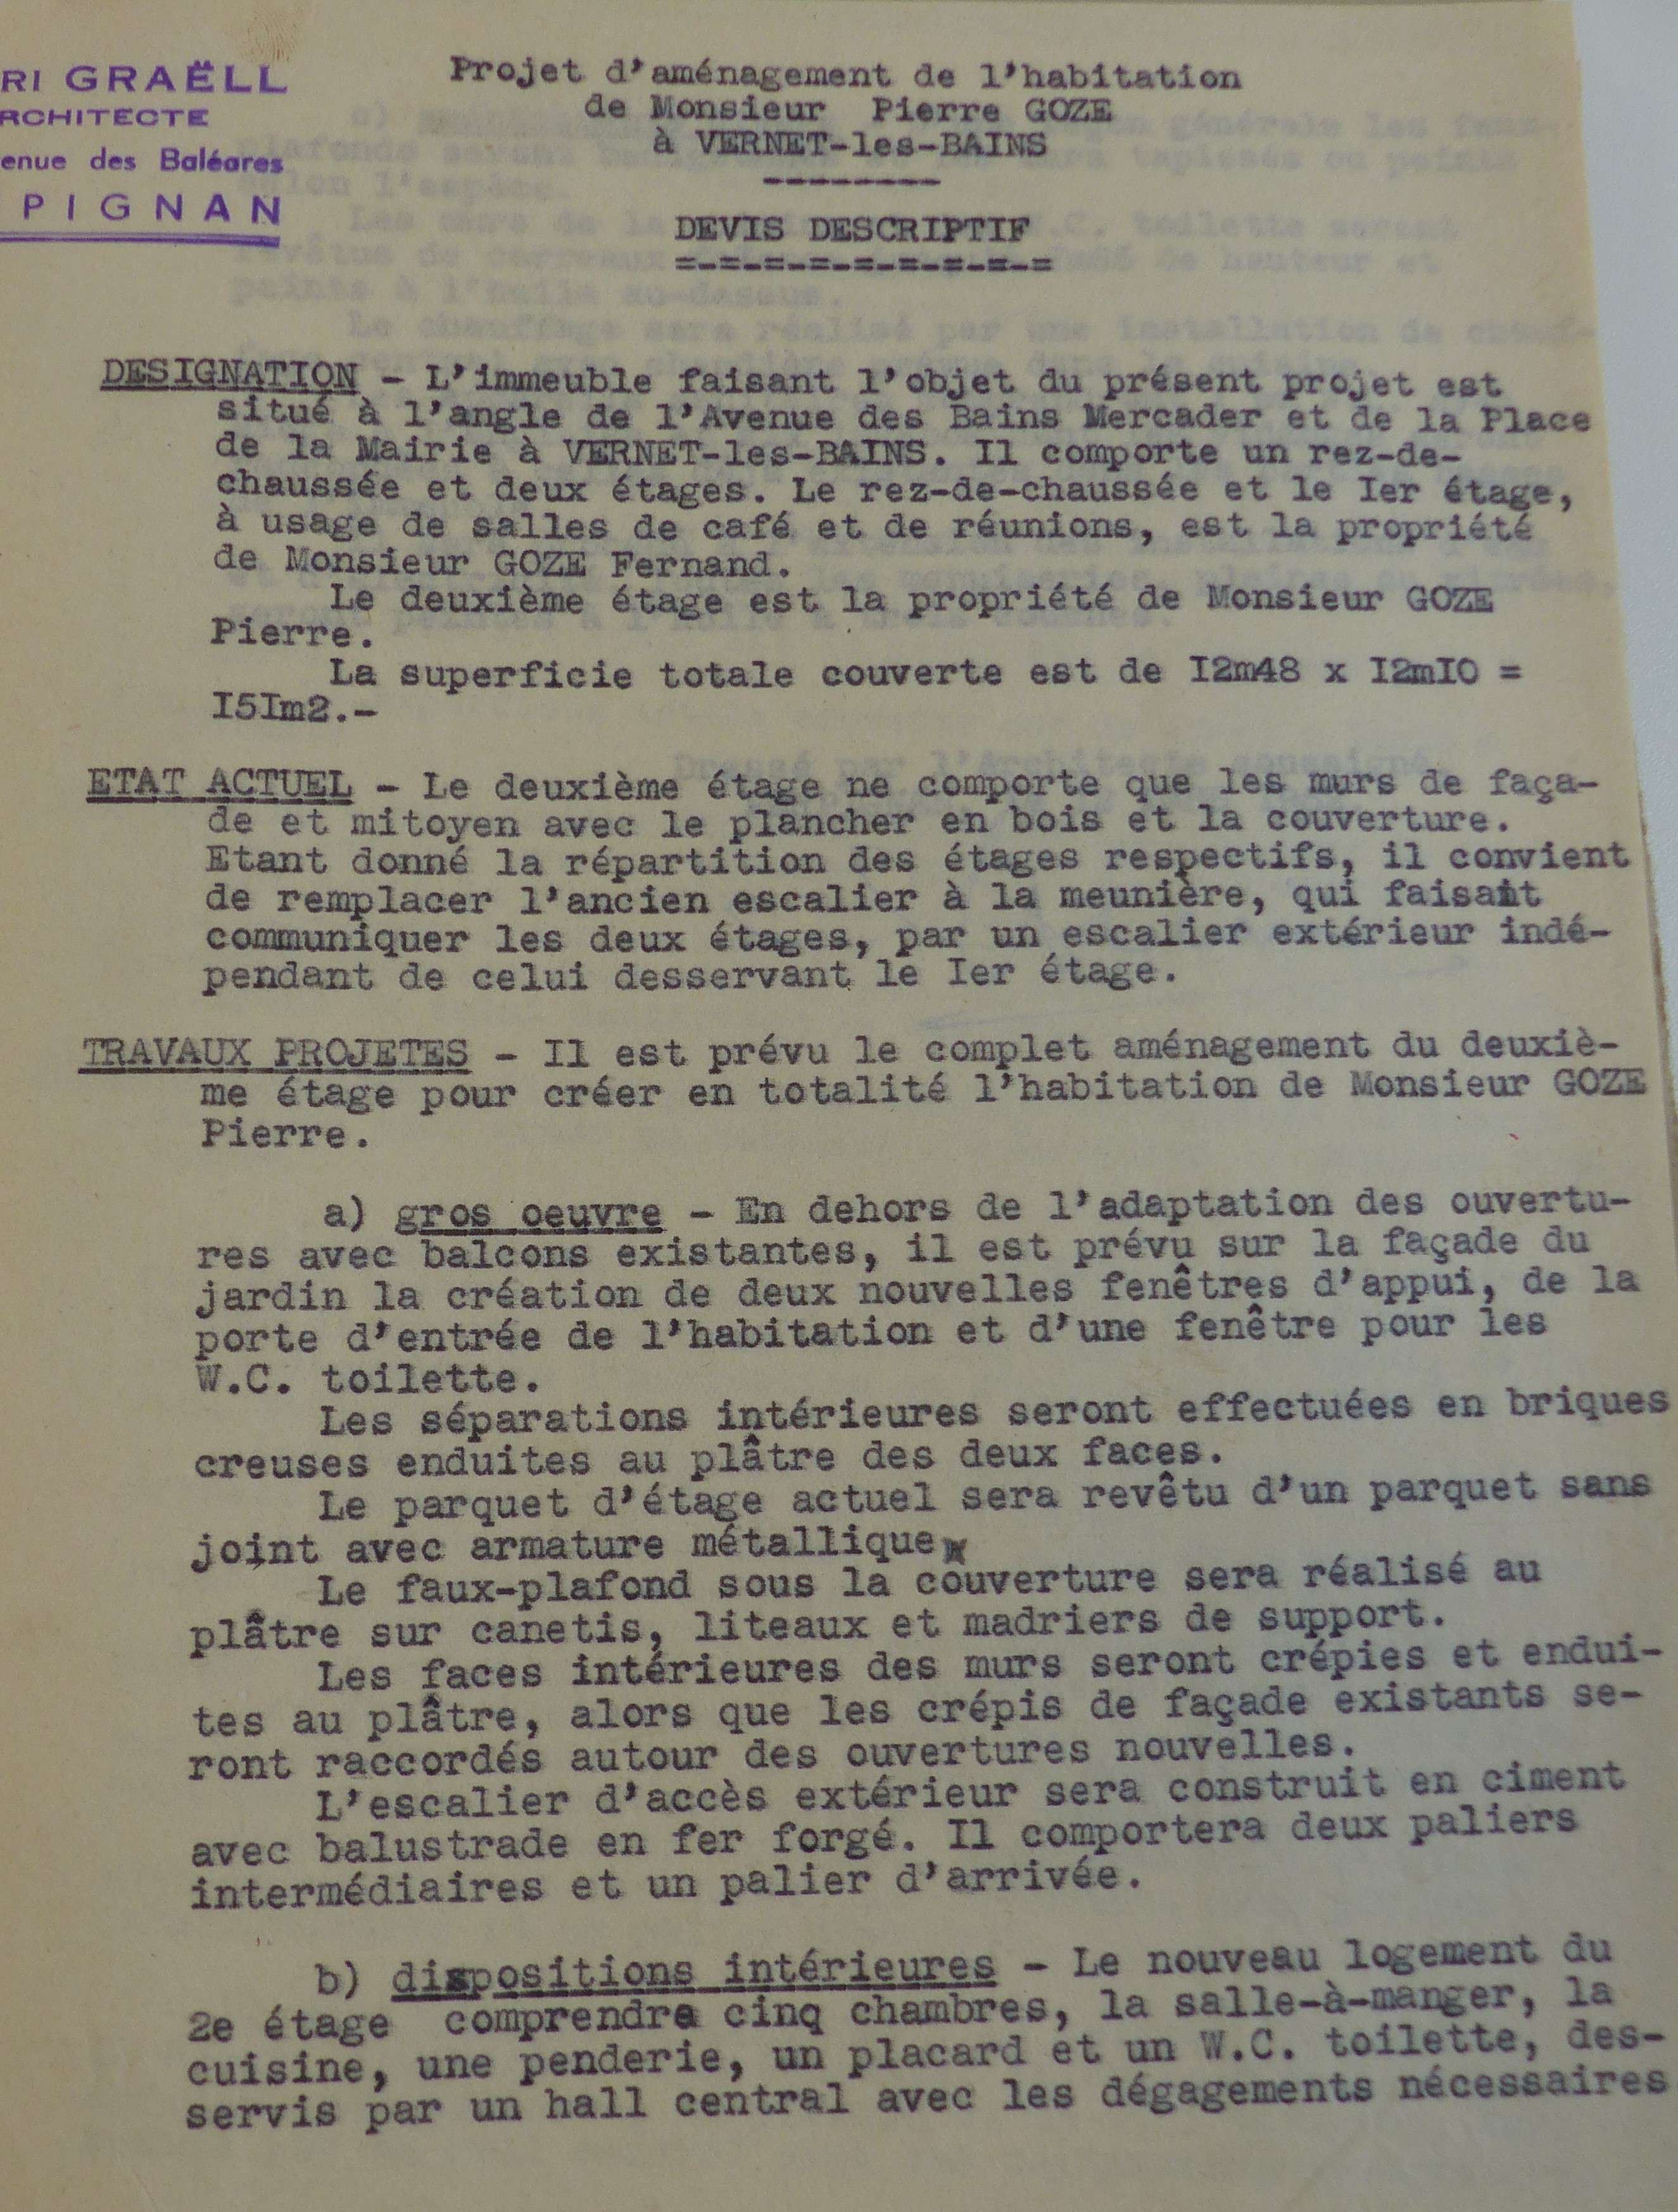 RI GRAËLL
RCHITECTE
enue des Baléares
PIGNAN
Projet d'aménagement de l'habitation
de Monsieur Pierre GOZE
à VERNET-les-BAINS
--------
DEVIS DESCRIPTIF
=-=-=-=-=-=-=-=-=
DESIGNATION - L'immeuble faisant l'objet du présent projet est
situé à l'angle de l'Avenue des Bains Mercader et de la Place
de la Mairie à VERNET-les-BAINS. Il comporte un rez-de-
chaussée et deux étages. Le rez-de-chaussée et le Ier étage,
à usage de salles de café et de réunions, est la propriété
de Monsieur GOZE Fernand.
Le deuxième étage est la propriété de Monsieur GOZE
Pierre.
La superficie totale couverte est de I2m48 x I2mIO =
I5Im2.-
ETAT ACTUEL - Le deuxième étage ne comporte que les murs de faça-
de et mitoyen avec le plancher en bois et la couverture.
Etant donné la répartition des étages respectifs, il convient
de remplacer l'ancien escalier à la meunière, qui faisait
communiquer les deux étages, par un escalier extérieur indé-
pendant de celui desservant le Ier étage.
TRAVAUX PROJETES - Il est prévu le complet aménagement du deuxiè-
me étage pour créer en totalité l'habitation de Monsieur GOZE
Pierre.
a) gros oeuvre - En dehors de l'adaptation des ouvertu-
res avec balcons existantes, il est prévu sur la façade du
jardin la création de deux nouvelles fenêtres d'appui, de la
porte d'entrée de l'habitation et d'une fenêtre pour les
W.C. toilette.
Les séparations intérieures seront effectuées en briques
creuses enduites au plâtre des deux faces.
Le parquet d'étage actuel sera revêtu d'un parquet sans
joint avec armature métallique
Le faux-plafond sous la couverture sera réalisé au
plâtre sur canetis, liteaux et madriers de support.
Les faces intérieures des murs seront crépies et endui-
tes au plâtre, alors que les crépis de façade existants se-
ront raccordés autour des ouvertures nouvelles.
L'escalier d'accès extérieur sera construit en ciment
avec balustrade en fer forgé. Il comportera deux paliers
intermédiaires et un palier d'arrivée.
b) dispositions intérieures - Le nouveau logement du
2e étage comprendra cinq chambres, la salle-à-manger, la
cuisine, une penderie, un placard et un W.C. toilette, des-
servis par un hall central avec les dégagements nécessaires